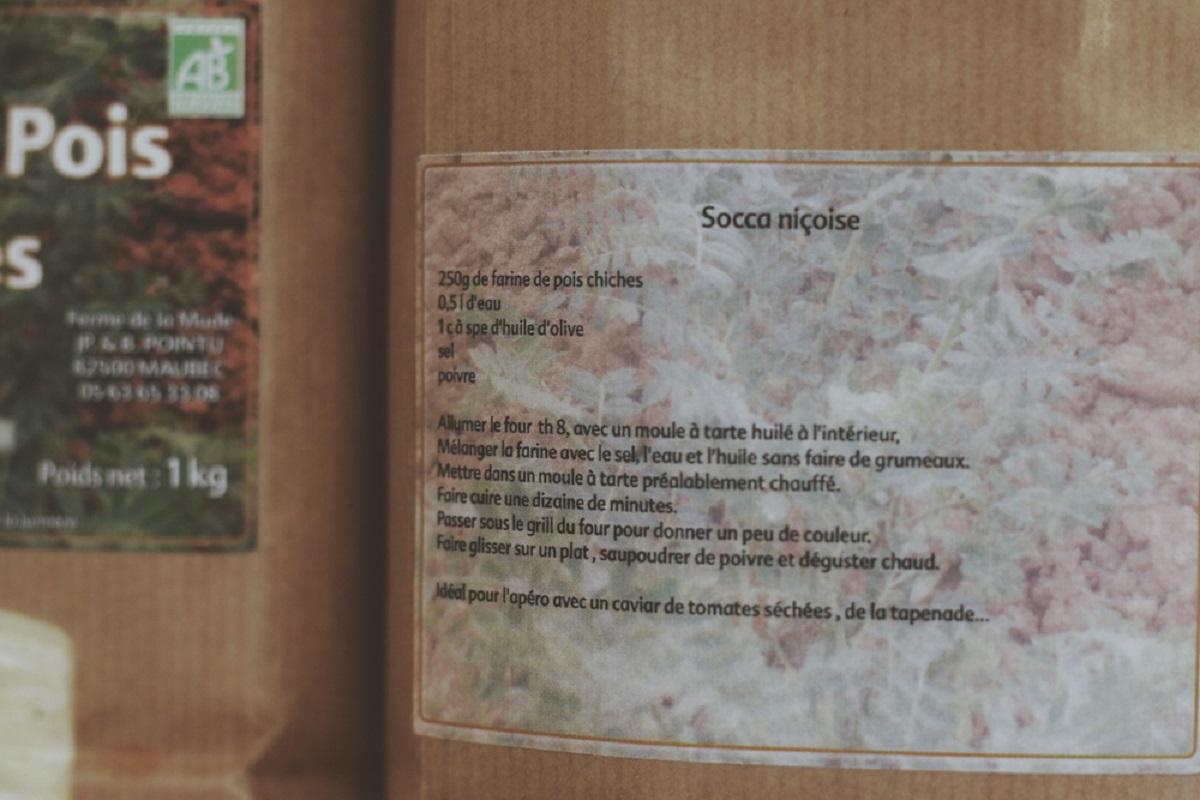 AB
Pois
es
Ferme de la Mude
JP. & B. POINTU
82500 MAUBEC
05 63 65 33 08
Poids net : 1 kg
Socca niçoise
250g de farine de pois chiches
0,5 l d'eau
1 c à spe d'huile d'olive
sel
poivre
Allumer le four th 8, avec un moule à tarte huilé à l'intérieur,
Mélanger la farine avec le sel, l'eau et l'huile sans faire de grumeaux.
Mettre dans un moule à tarte préalablement chauffé.
Faire cuire une dizaine de minutes.
Passer sous le grill du four pour donner un peu de couleur.
Faire glisser sur un plat , saupoudrer de poivre et déguster chaud.
Idéal pour l'apéro avec un caviar de tomates séchées , de la tapenade...